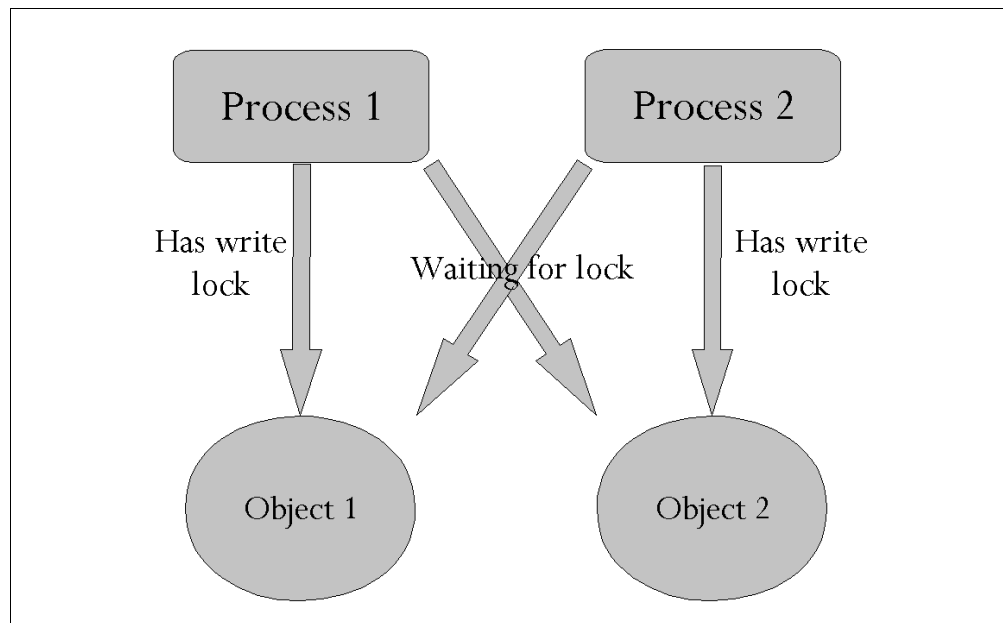 Process 1
Process 2
Has write
lock
Waiting for lock
Has write
lock
Object 1
Object 2